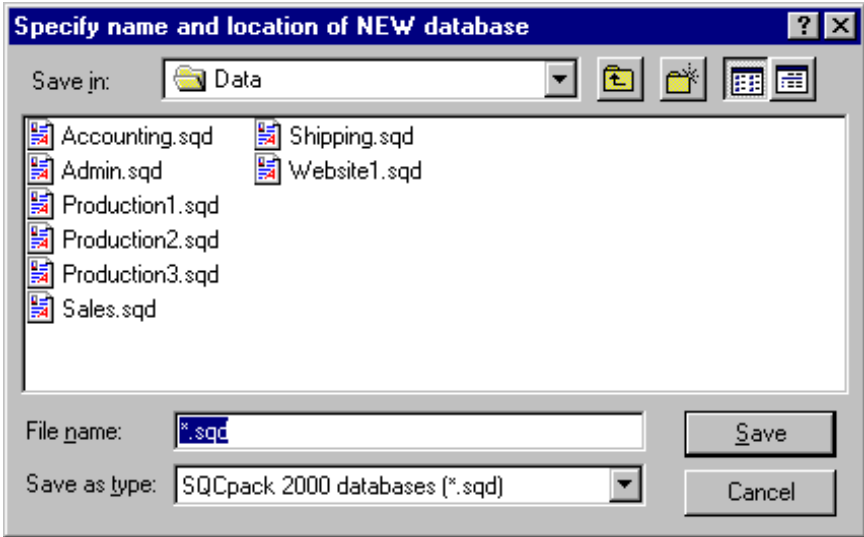 Specify name and location of NEW database
Save in: Data
Accounting.sqd
Admin.sqd
Production1.sqd
Production2.sqd
Production3.sqd
Sales.sqd
Shipping.sqd
Website1.sqd
File name: *.sqd
Save
Save as type: SQCpack 2000 databases (*.sqd)
Cancel